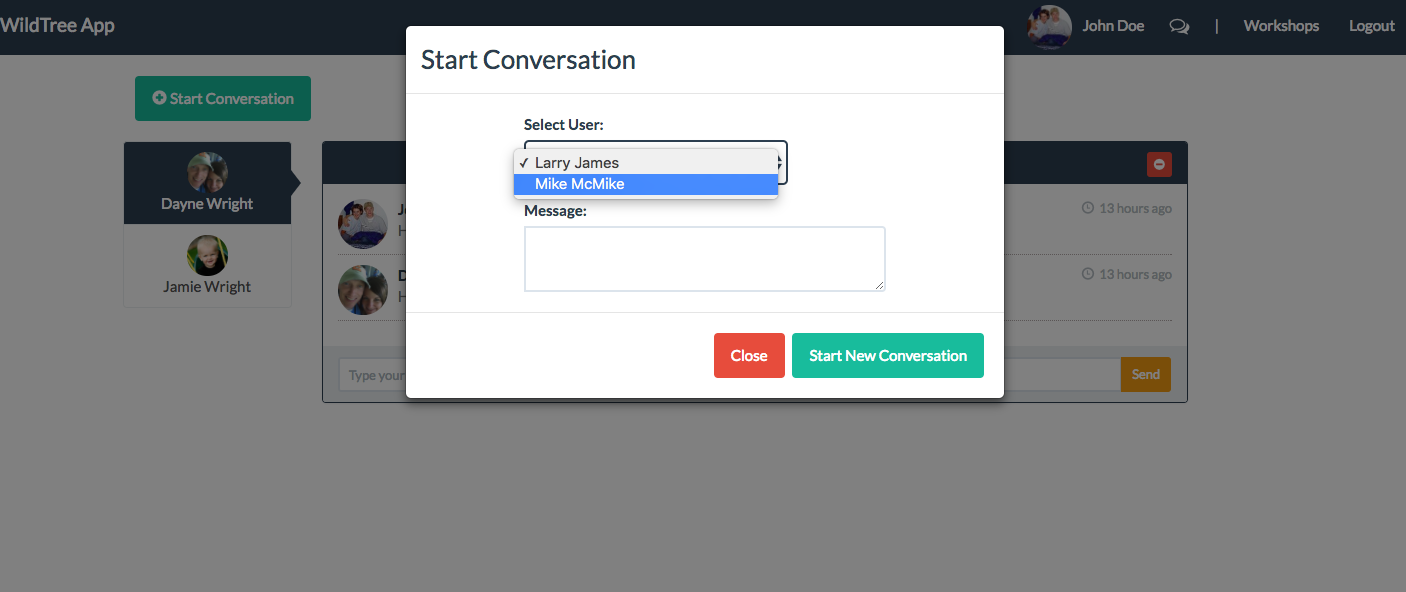 WildTree App
John Doe
|
Workshops
Logout
Start Conversation
Start Conversation
Select User:
✓ Larry James
Mike McMike
Message:
Close
Start New Conversation
Dayne Wright
Jamie Wright
13 hours ago
13 hours ago
Type your
Send